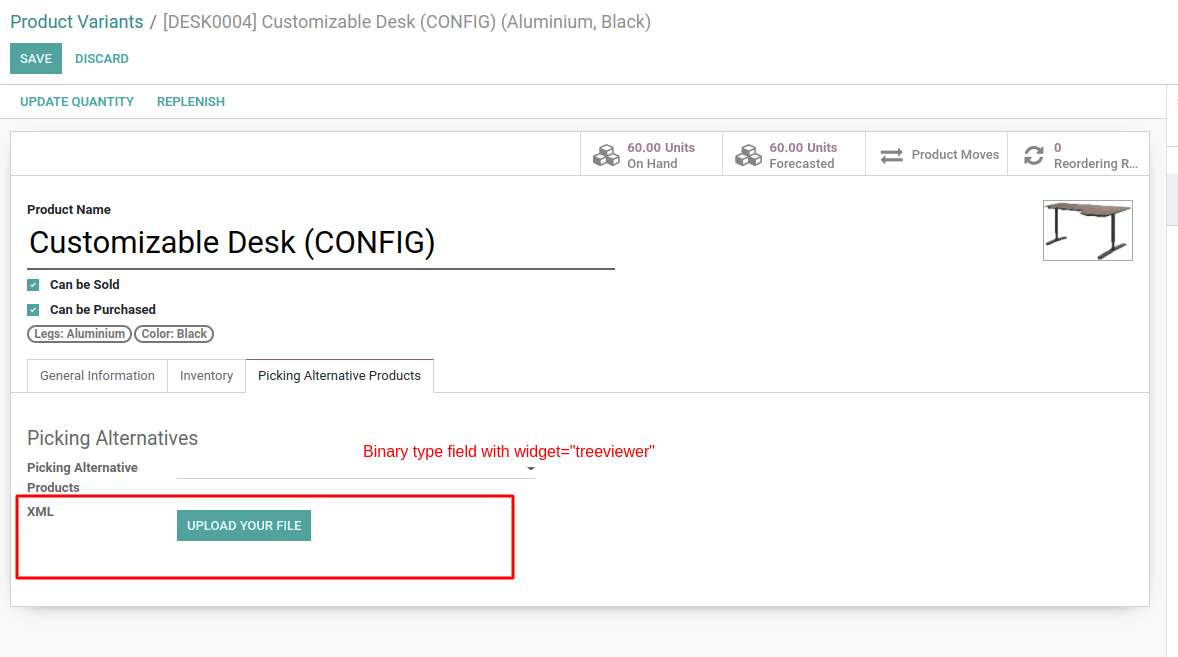 Product Variants / [DESK0004] Customizable Desk (CONFIG) (Aluminium, Black)
SAVE DISCARD
UPDATE QUANTITY REPLENISH
60.00 Units
On Hand
60.00 Units
Forecasted
Product Moves
0
Reordering R...
Product Name
Customizable Desk (CONFIG)
Can be Sold
Can be Purchased
Legs: Aluminium Color: Black
General Information Inventory Picking Alternative Products
Picking Alternatives
Binary type field with widget="treeviewer"
Picking Alternative
Products
XML
UPLOAD YOUR FILE